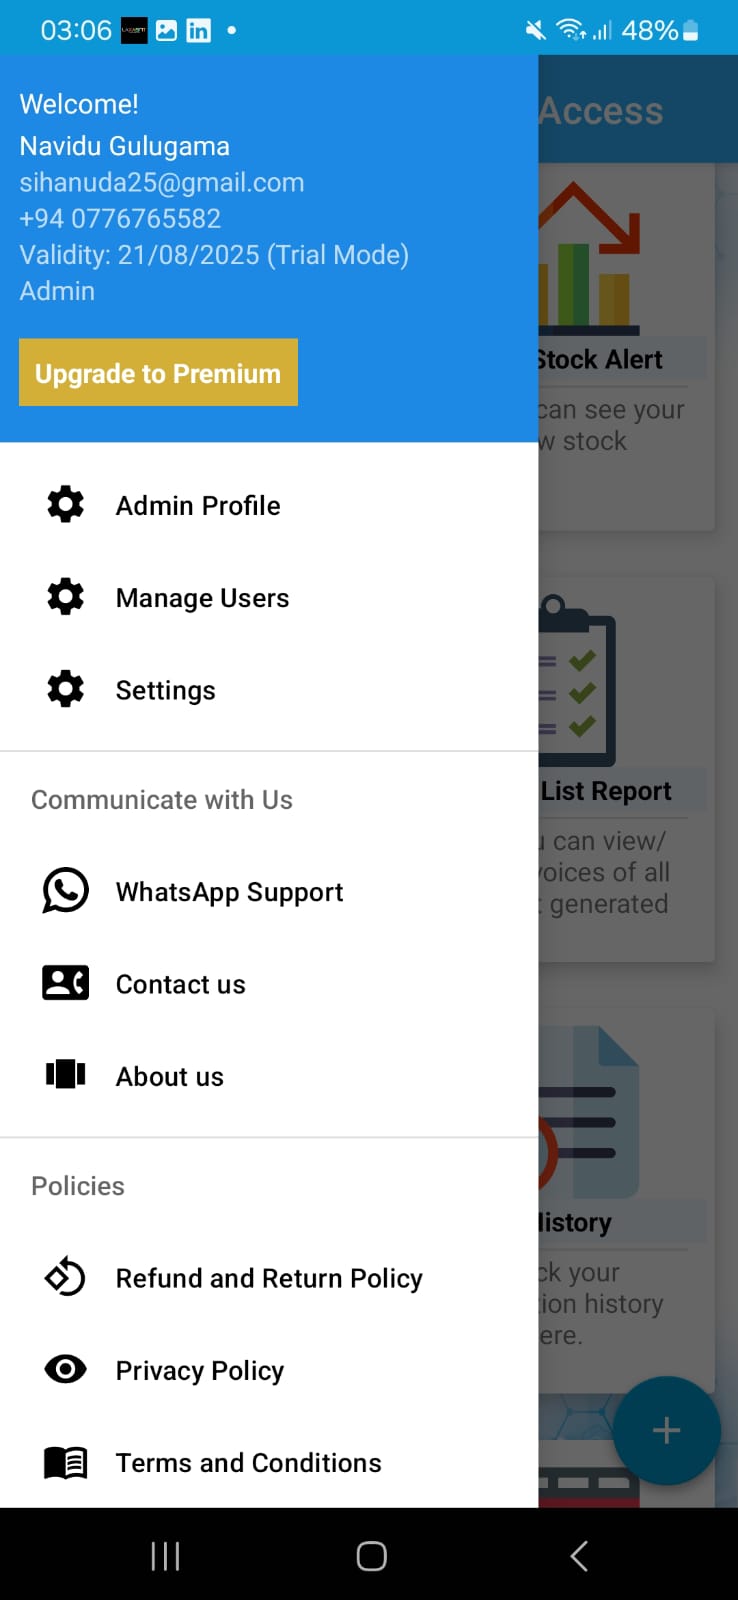 03:06
48%
Welcome!
Navidu Gulugama
sihanuda25@gmail.com
+94 0776765582
Validity: 21/08/2025 (Trial Mode)
Admin
Upgrade to Premium
Admin Profile
Manage Users
Settings
Communicate with Us
WhatsApp Support
Contact us
About us
Policies
Refund and Return Policy
Privacy Policy
Terms and Conditions
Access
Stock Alert
can see your
w stock
List Report
can view/
voices of all
generated
History
ck your
ion history
ere.